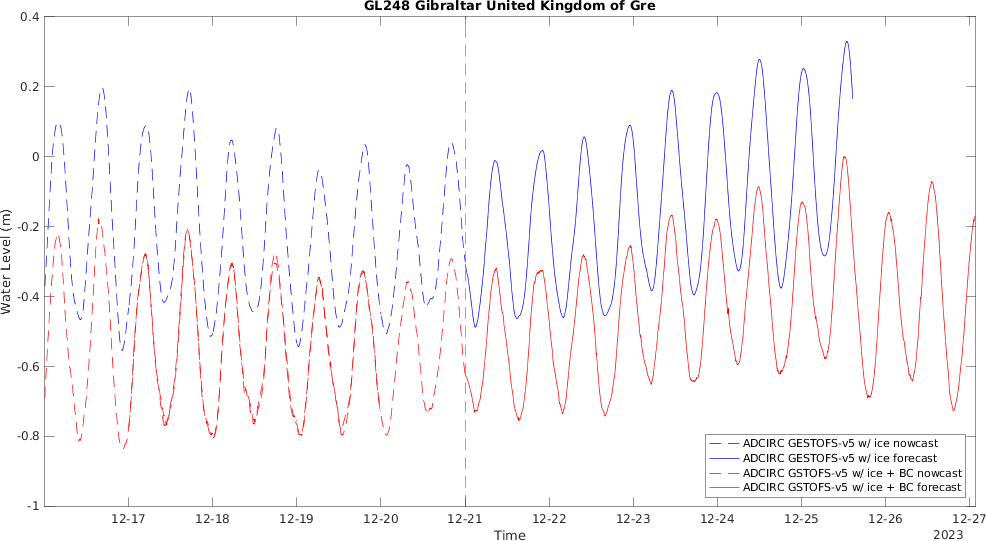 GL248 Gibraltar United Kingdom of Gre
0.4
0.2
0
-0.2
-0.4
-0.6
-0.8
-1
Water Level (m)
ADCIRC GESTOFS-v5 w/ ice nowcast
ADCIRC GESTOFS-v5 w/ ice forecast
ADCIRC GSTOFS-v5 w/ ice + BC nowcast
ADCIRC GSTOFS-v5 w/ ice + BC forecast
12-17 12-18 12-19 12-20 12-21 12-22 12-23 12-24 12-25 12-26 12-27
Time
2023